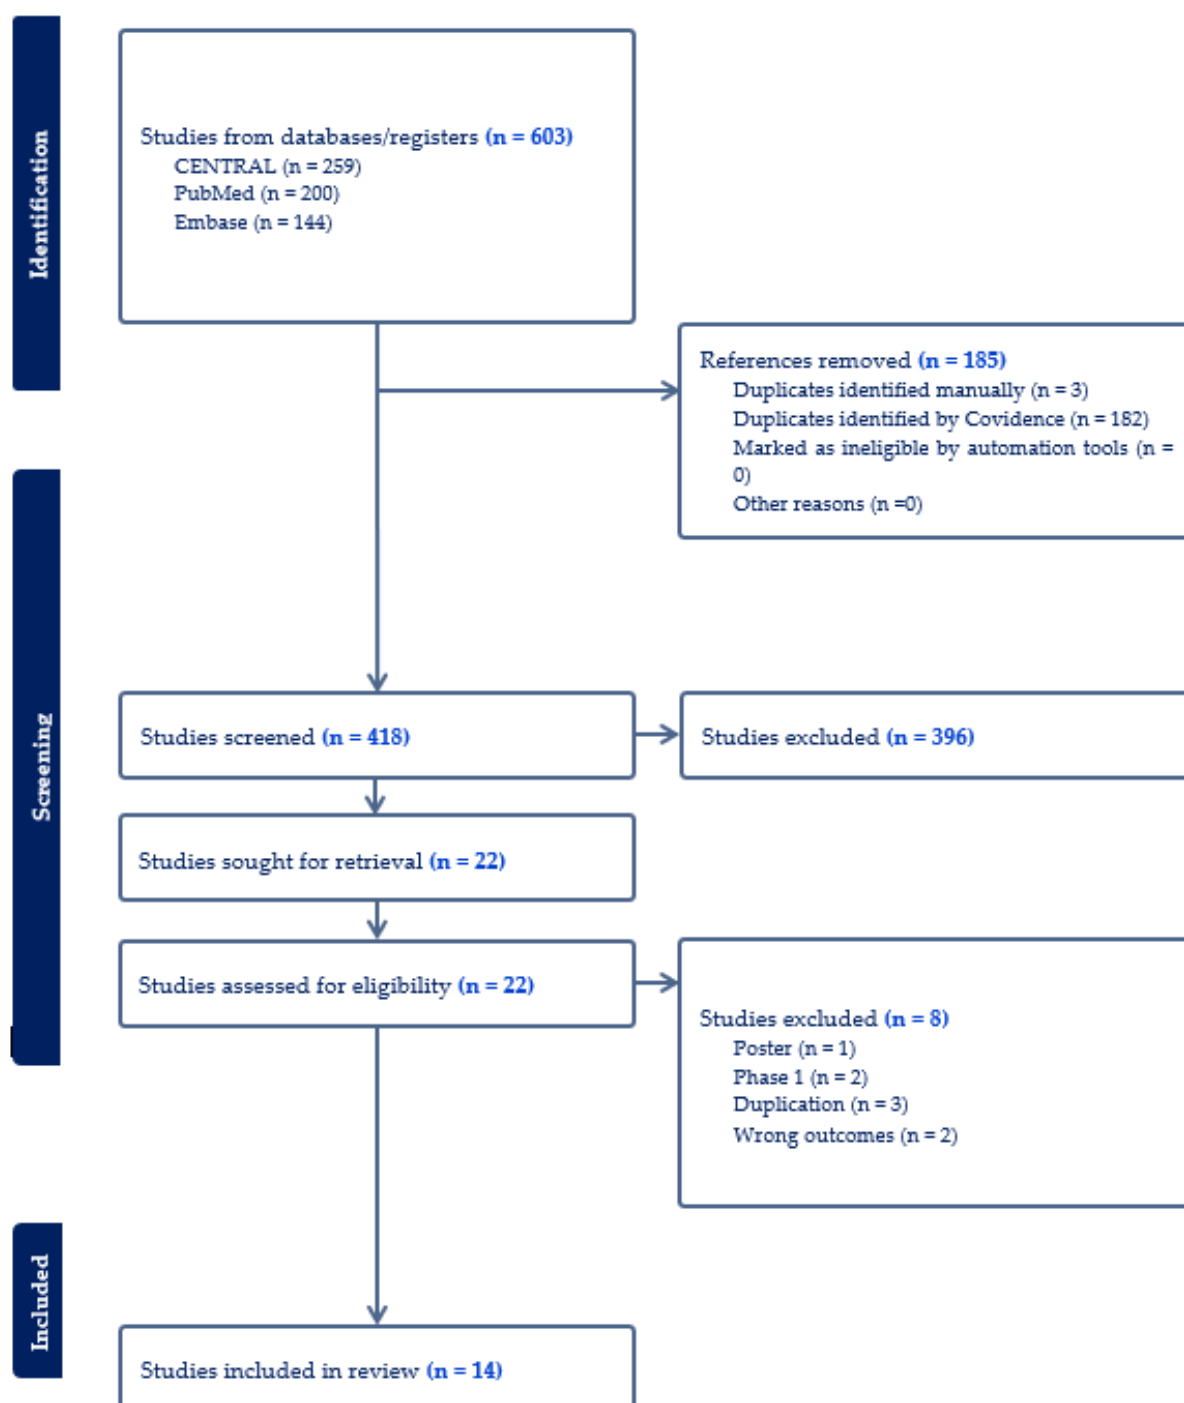 Identification
Studies from databases/registers (n = 603)
CENTRAL (n = 259)
PubMed (n = 200)
Embase (n = 144)
References removed (n = 185)
Duplicates identified manually (n = 3)
Duplicates identified by Covidence (n = 182)
Marked as ineligible by automation tools (n =
0)
Other reasons (n =0)
Screening
Studies screened (n = 418)
Studies excluded (n = 396)
Studies sought for retrieval (n = 22)
Studies assessed for eligibility (n = 22)
Studies excluded (n = 8)
Poster (n = 1)
Phase 1 (n = 2)
Duplication (n = 3)
Wrong outcomes (n = 2)
Included
Studies included in review (n = 14)